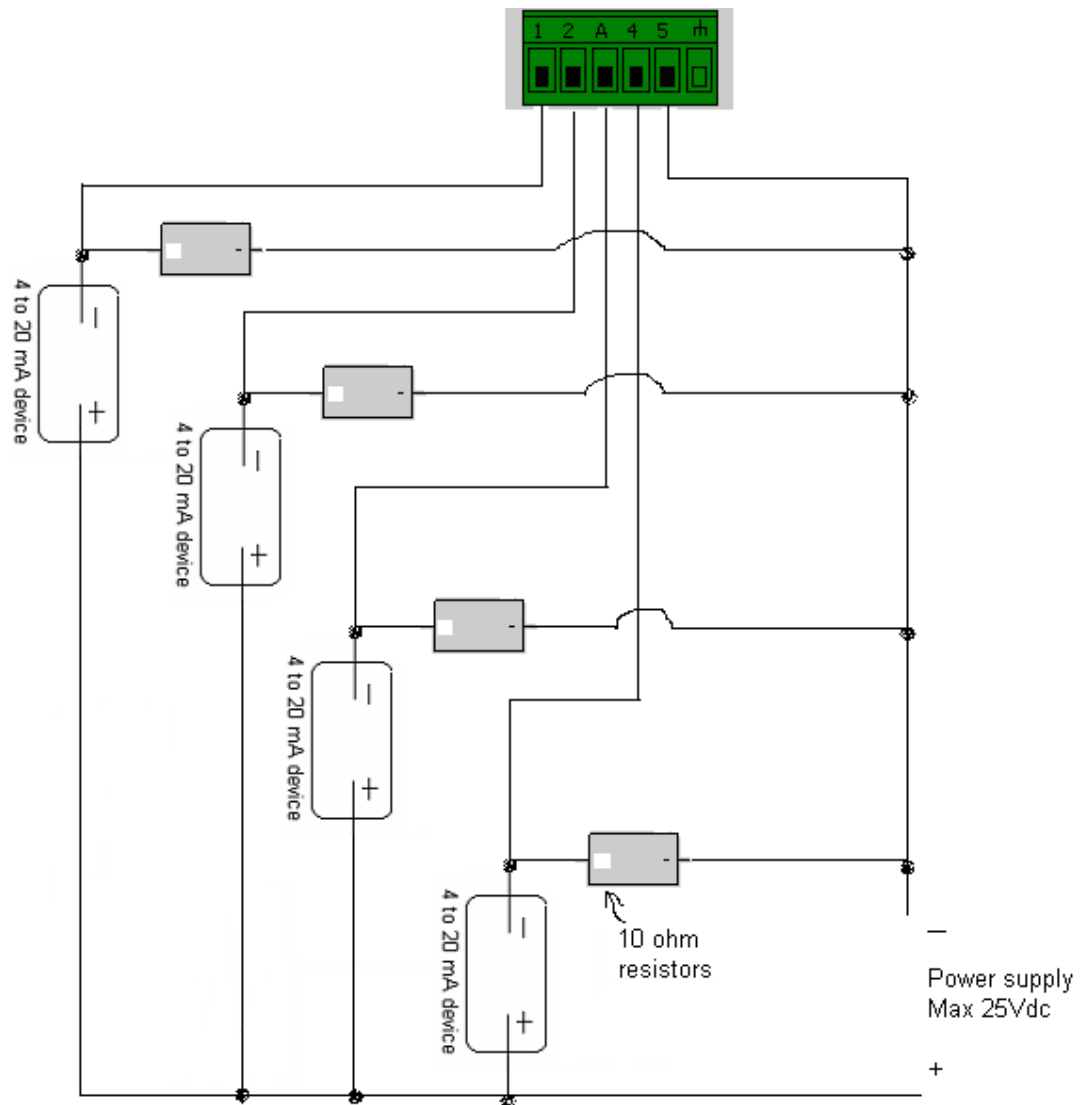 1 2 A 4 5
-
4 to 20 mA device
- +
-
4 to 20 mA device
- +
-
4 to 20 mA device
- +
-
4 to 20 mA device
- +
10 ohm
resistors
-
Power supply
Max 25Vdc
+